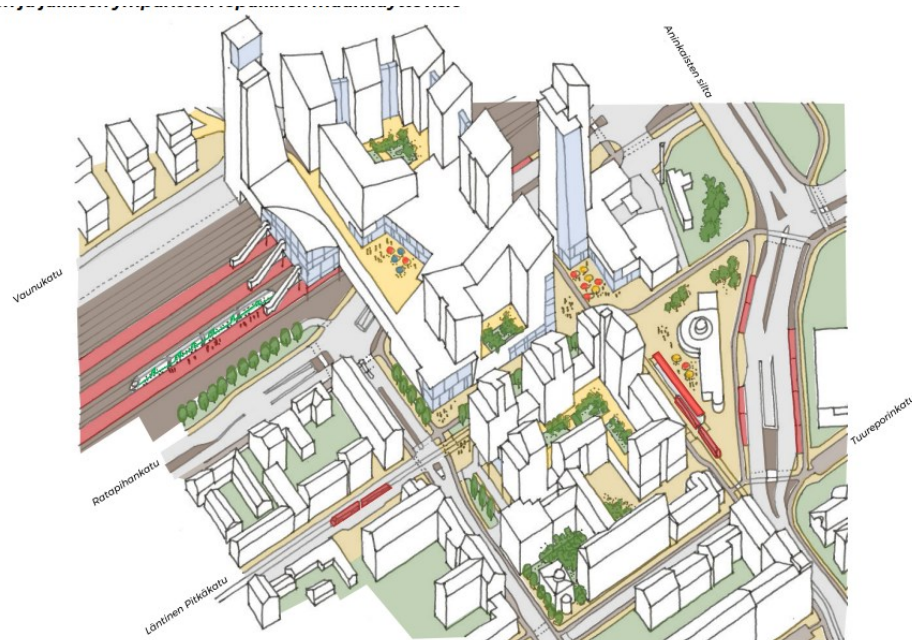 Aninkaisten silta
Vaunukatu
Tuureporinkatu
Ratapihankatu
Läntinen Pitkäkatu